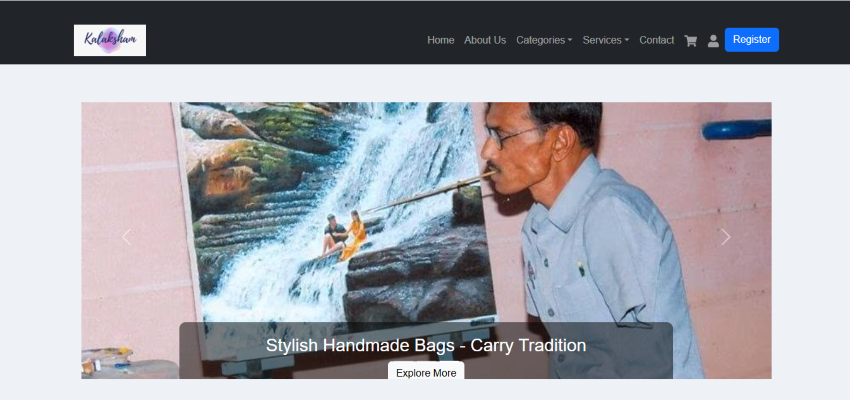 Kalaksham
Home About Us Categories Services Contact Register
Stylish Handmade Bags - Carry Tradition
Explore More